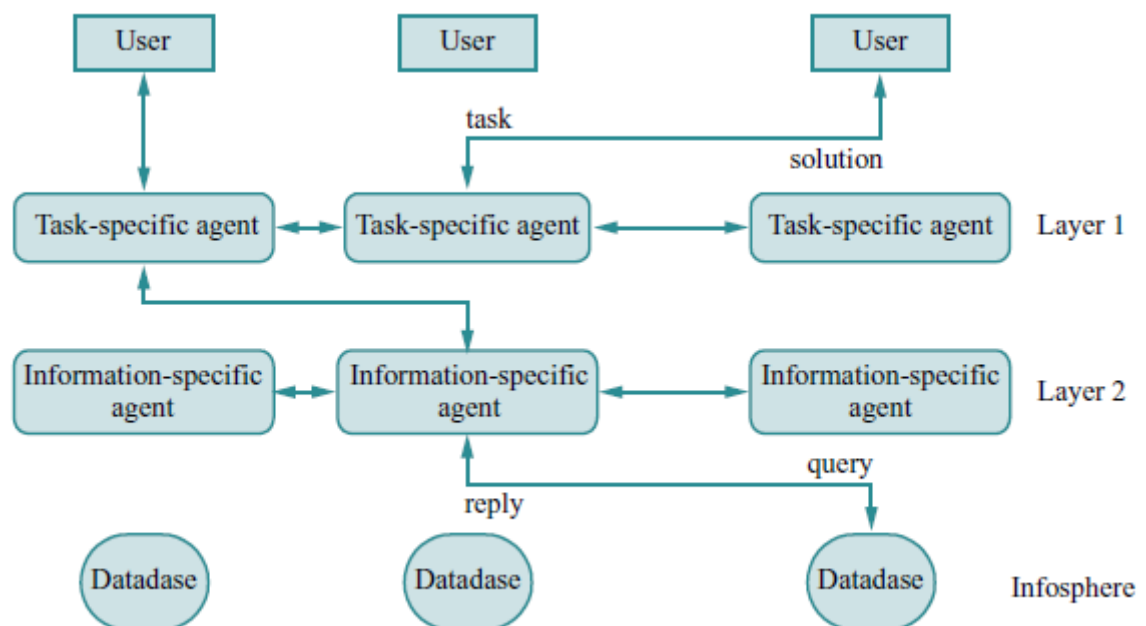 User User User
task
solution
Task-specific agent Task-specific agent Task-specific agent Layer 1
Information-specific Information-specific Information-specific
agent agent agent Layer 2
query
reply
Datadase Datadase Datadase Infosphere